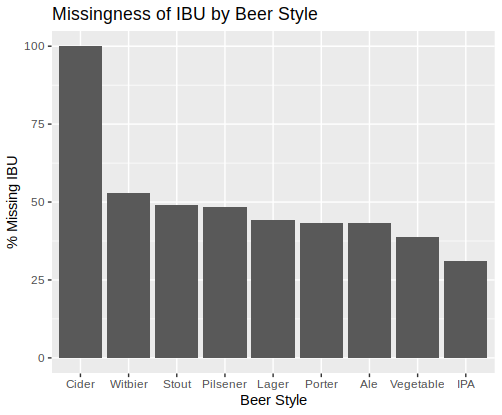 Missingness of IBU by Beer Style
% Missing IBU
100
75
50
25
0
Cider Witbier Stout Pilsener Lager Porter Ale Vegetable IPA
Beer Style